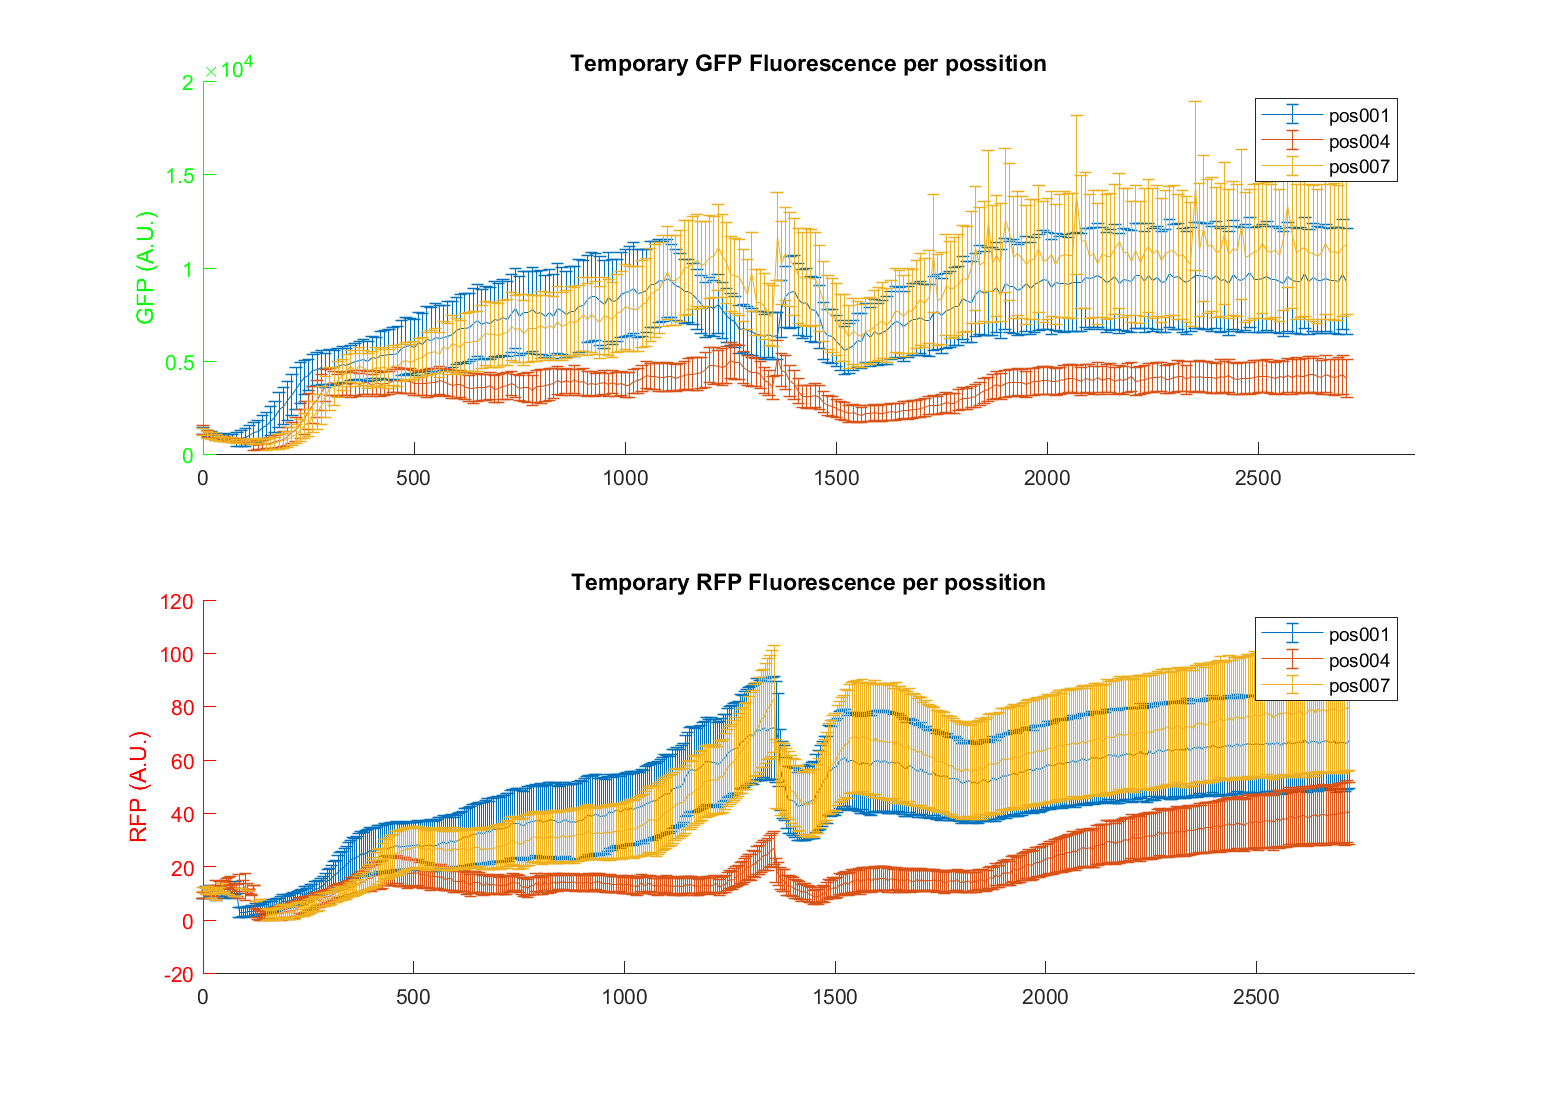 Temporary GFP Fluorescence per possition
×10^4
2
1.5
1
0.5
0
GFP (A.U.)
0 500 1000 1500 2000 2500
pos001
pos004
pos007
Temporary RFP Fluorescence per possition
120
100
80
60
40
20
0
-20
RFP (A.U.)
0 500 1000 1500 2000 2500
pos001
pos004
pos007